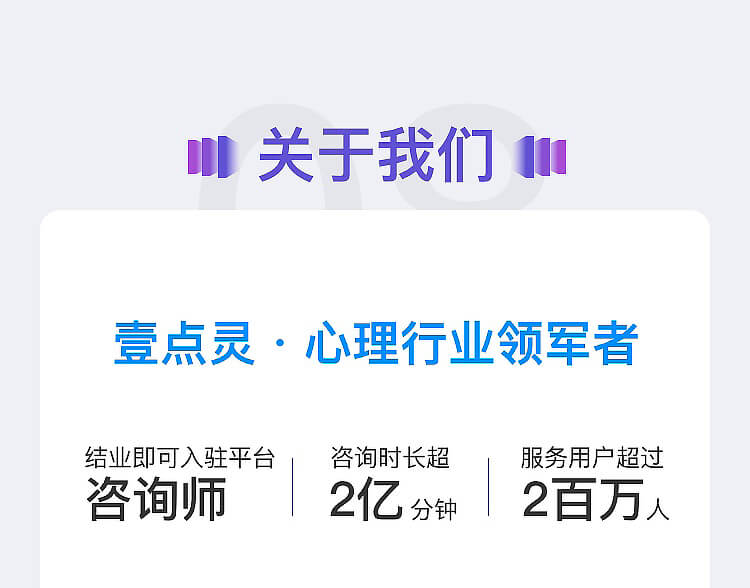 08
关于我们
壹点灵·心理行业领军者
结业即可入驻平台
咨询师
咨询时长超
2亿 分钟
服务用户超过
2百万人